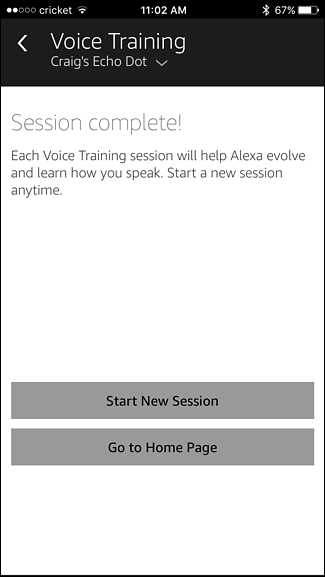 cricket 11:02 AM 67%
Voice Training
Craig's Echo Dot
Session complete!
Each Voice Training session will help Alexa evolve
and learn how you speak. Start a new session
anytime.
Start New Session
Go to Home Page